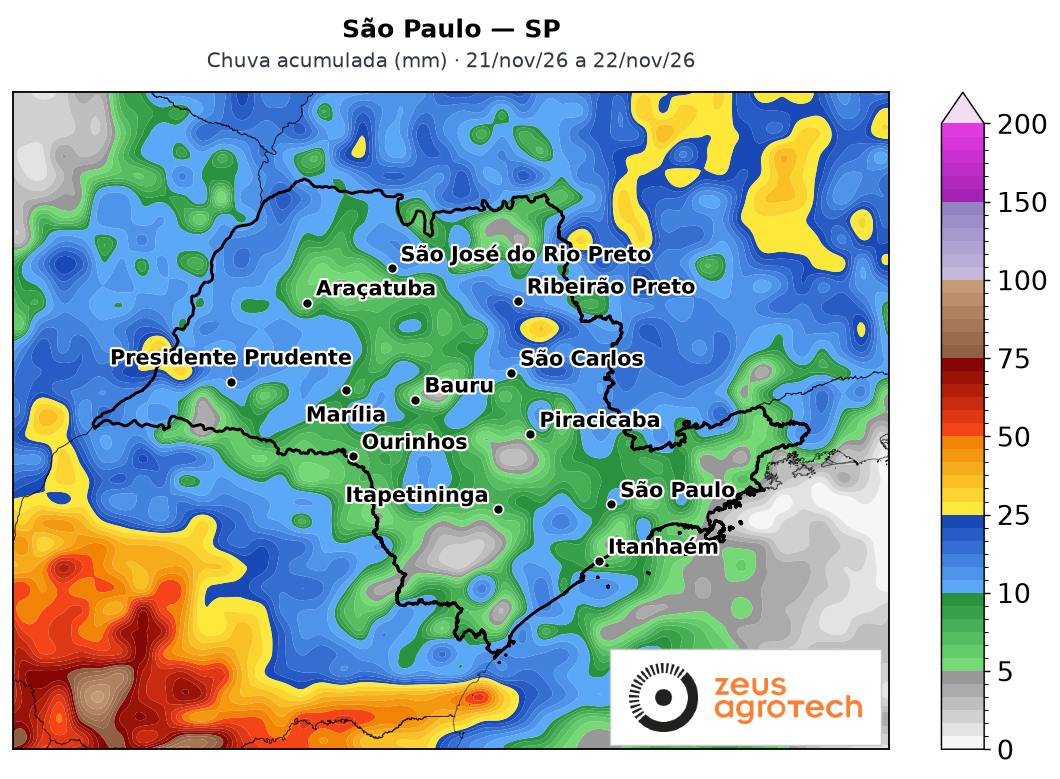 São Paulo — SP
Chuva acumulada (mm) · 21/nov/26 a 22/nov/26
200
150
100
75
50
25
10
5
0
São José do Rio Preto
Araçatuba
Ribeirão Preto
Presidente Prudente
São Carlos
Bauru
Marília
Piracicaba
Ourinhos
Itapetininga
São Paulo
Itanhaém
zeus
agrotech